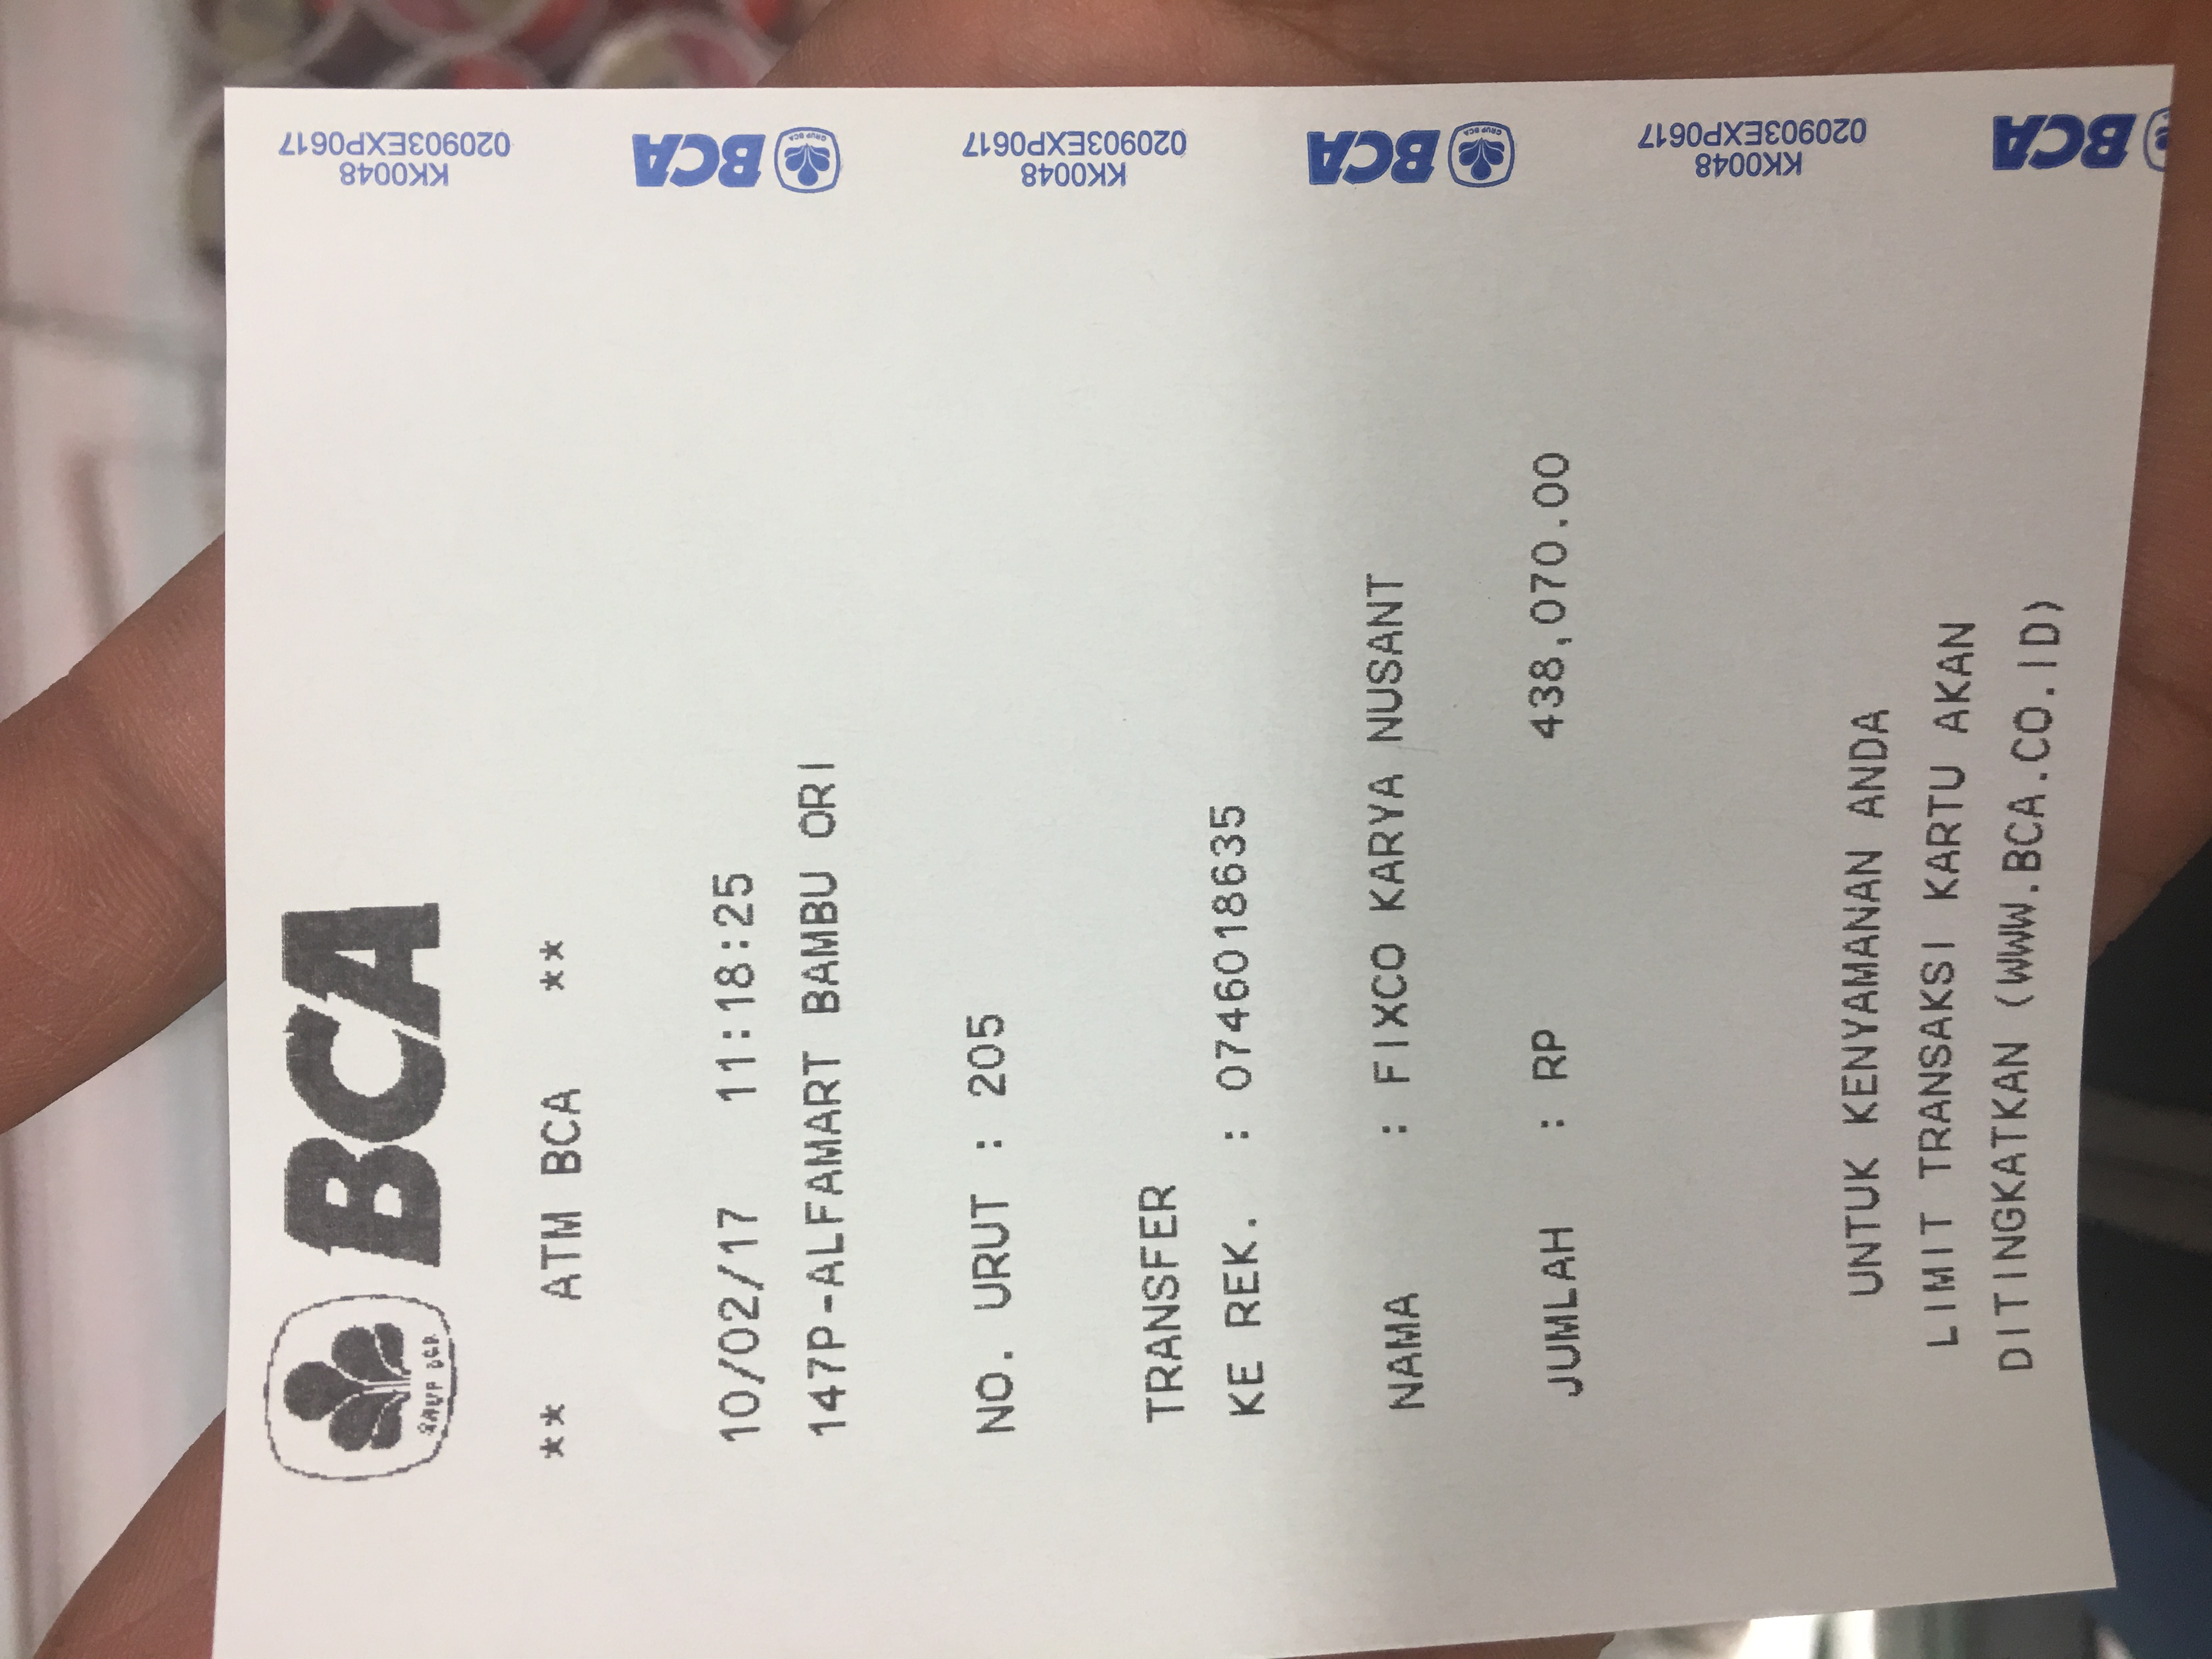 GRUP BCA
BCA
** ATM BCA **
10/02/17 11:18:25
147P-ALFAMART BAMBU ORI
NO. URUT : 205
TRANSFER
KE REK. : 0746018635
NAMA : FIXCO KARYA NUSANT
JUMLAH : RP 438,070.00
UNTUK KENYAMANAN ANDA
LIMIT TRANSAKSI KARTU AKAN
DITINGKATKAN (WWW.BCA.CO.ID)
KK0048
020903EXP0617
BCA
GRUP BCA
KK0048
020903EXP0617
BCA
GRUP BCA
KK0048
020903EXP0617
BCA